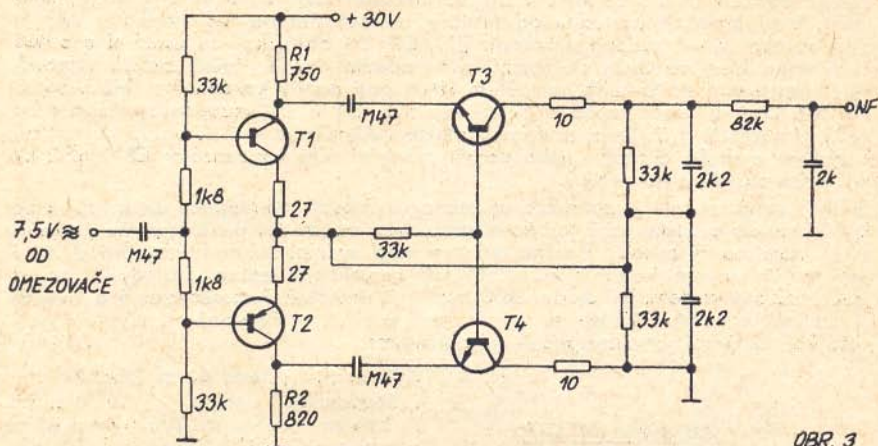 + 30V
R1
750
33k
T3
M47
10
82k
NF
T1
1k8
33k
2k2
2k
27
7,5 V ≈
OD
OMEZOVAČE
M47
33k
27
1k8
T2
33k
2k2
T4
M47
10
33k
R2
820
OBR. 3